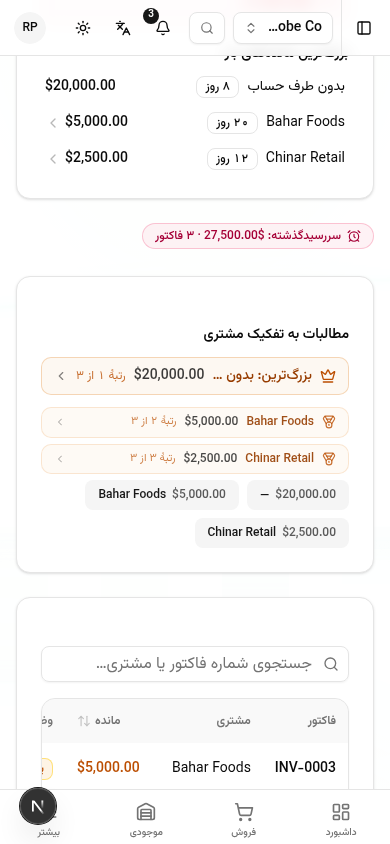 RP
3
...obe Co
بدون طرف حساب ۸ روز $20,000.00
Bahar Foods ۲۰ روز $5,000.00
Chinar Retail ۱۲ روز $2,500.00
سررسیدگذشته: 27,500.00$ · ۳ فاکتور
مطالبات به تفکیک مشتری
بزرگ‌ترین: بدون ... $20,000.00 رتبهٔ ۱ از ۳
Bahar Foods $5,000.00 رتبهٔ ۲ از ۳
Chinar Retail $2,500.00 رتبهٔ ۳ از ۳
— $20,000.00
Bahar Foods $5,000.00
Chinar Retail $2,500.00
جستجوی شماره فاکتور یا مشتری...
فاکتور مشتری مانده
INV-0003 Bahar Foods $5,000.00
داشبورد فروش موجودی بیشتر
N